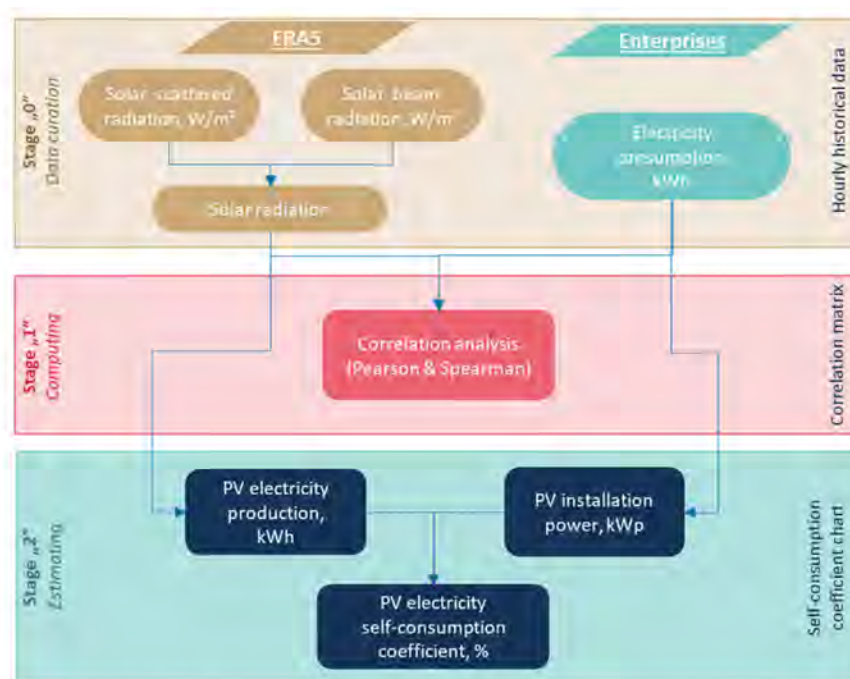 ERA5
Enterprises
Solar scattered
radiation, W/m²
Solar beam
radiation, W/m
Electricity
presumption
kWh
Solar radiation
Stage „0"
Data curation
Hourly historical data
Correlation analysis
(Pearson & Spearman)
Stage „1"
Computing
Correlation matrix
PV electricity
production,
kWh
PV installation
power, kWp
PV electricity
self-consumption
coefficient, %
Stage „2"
Estimating
Self-consumption
coefficient chart